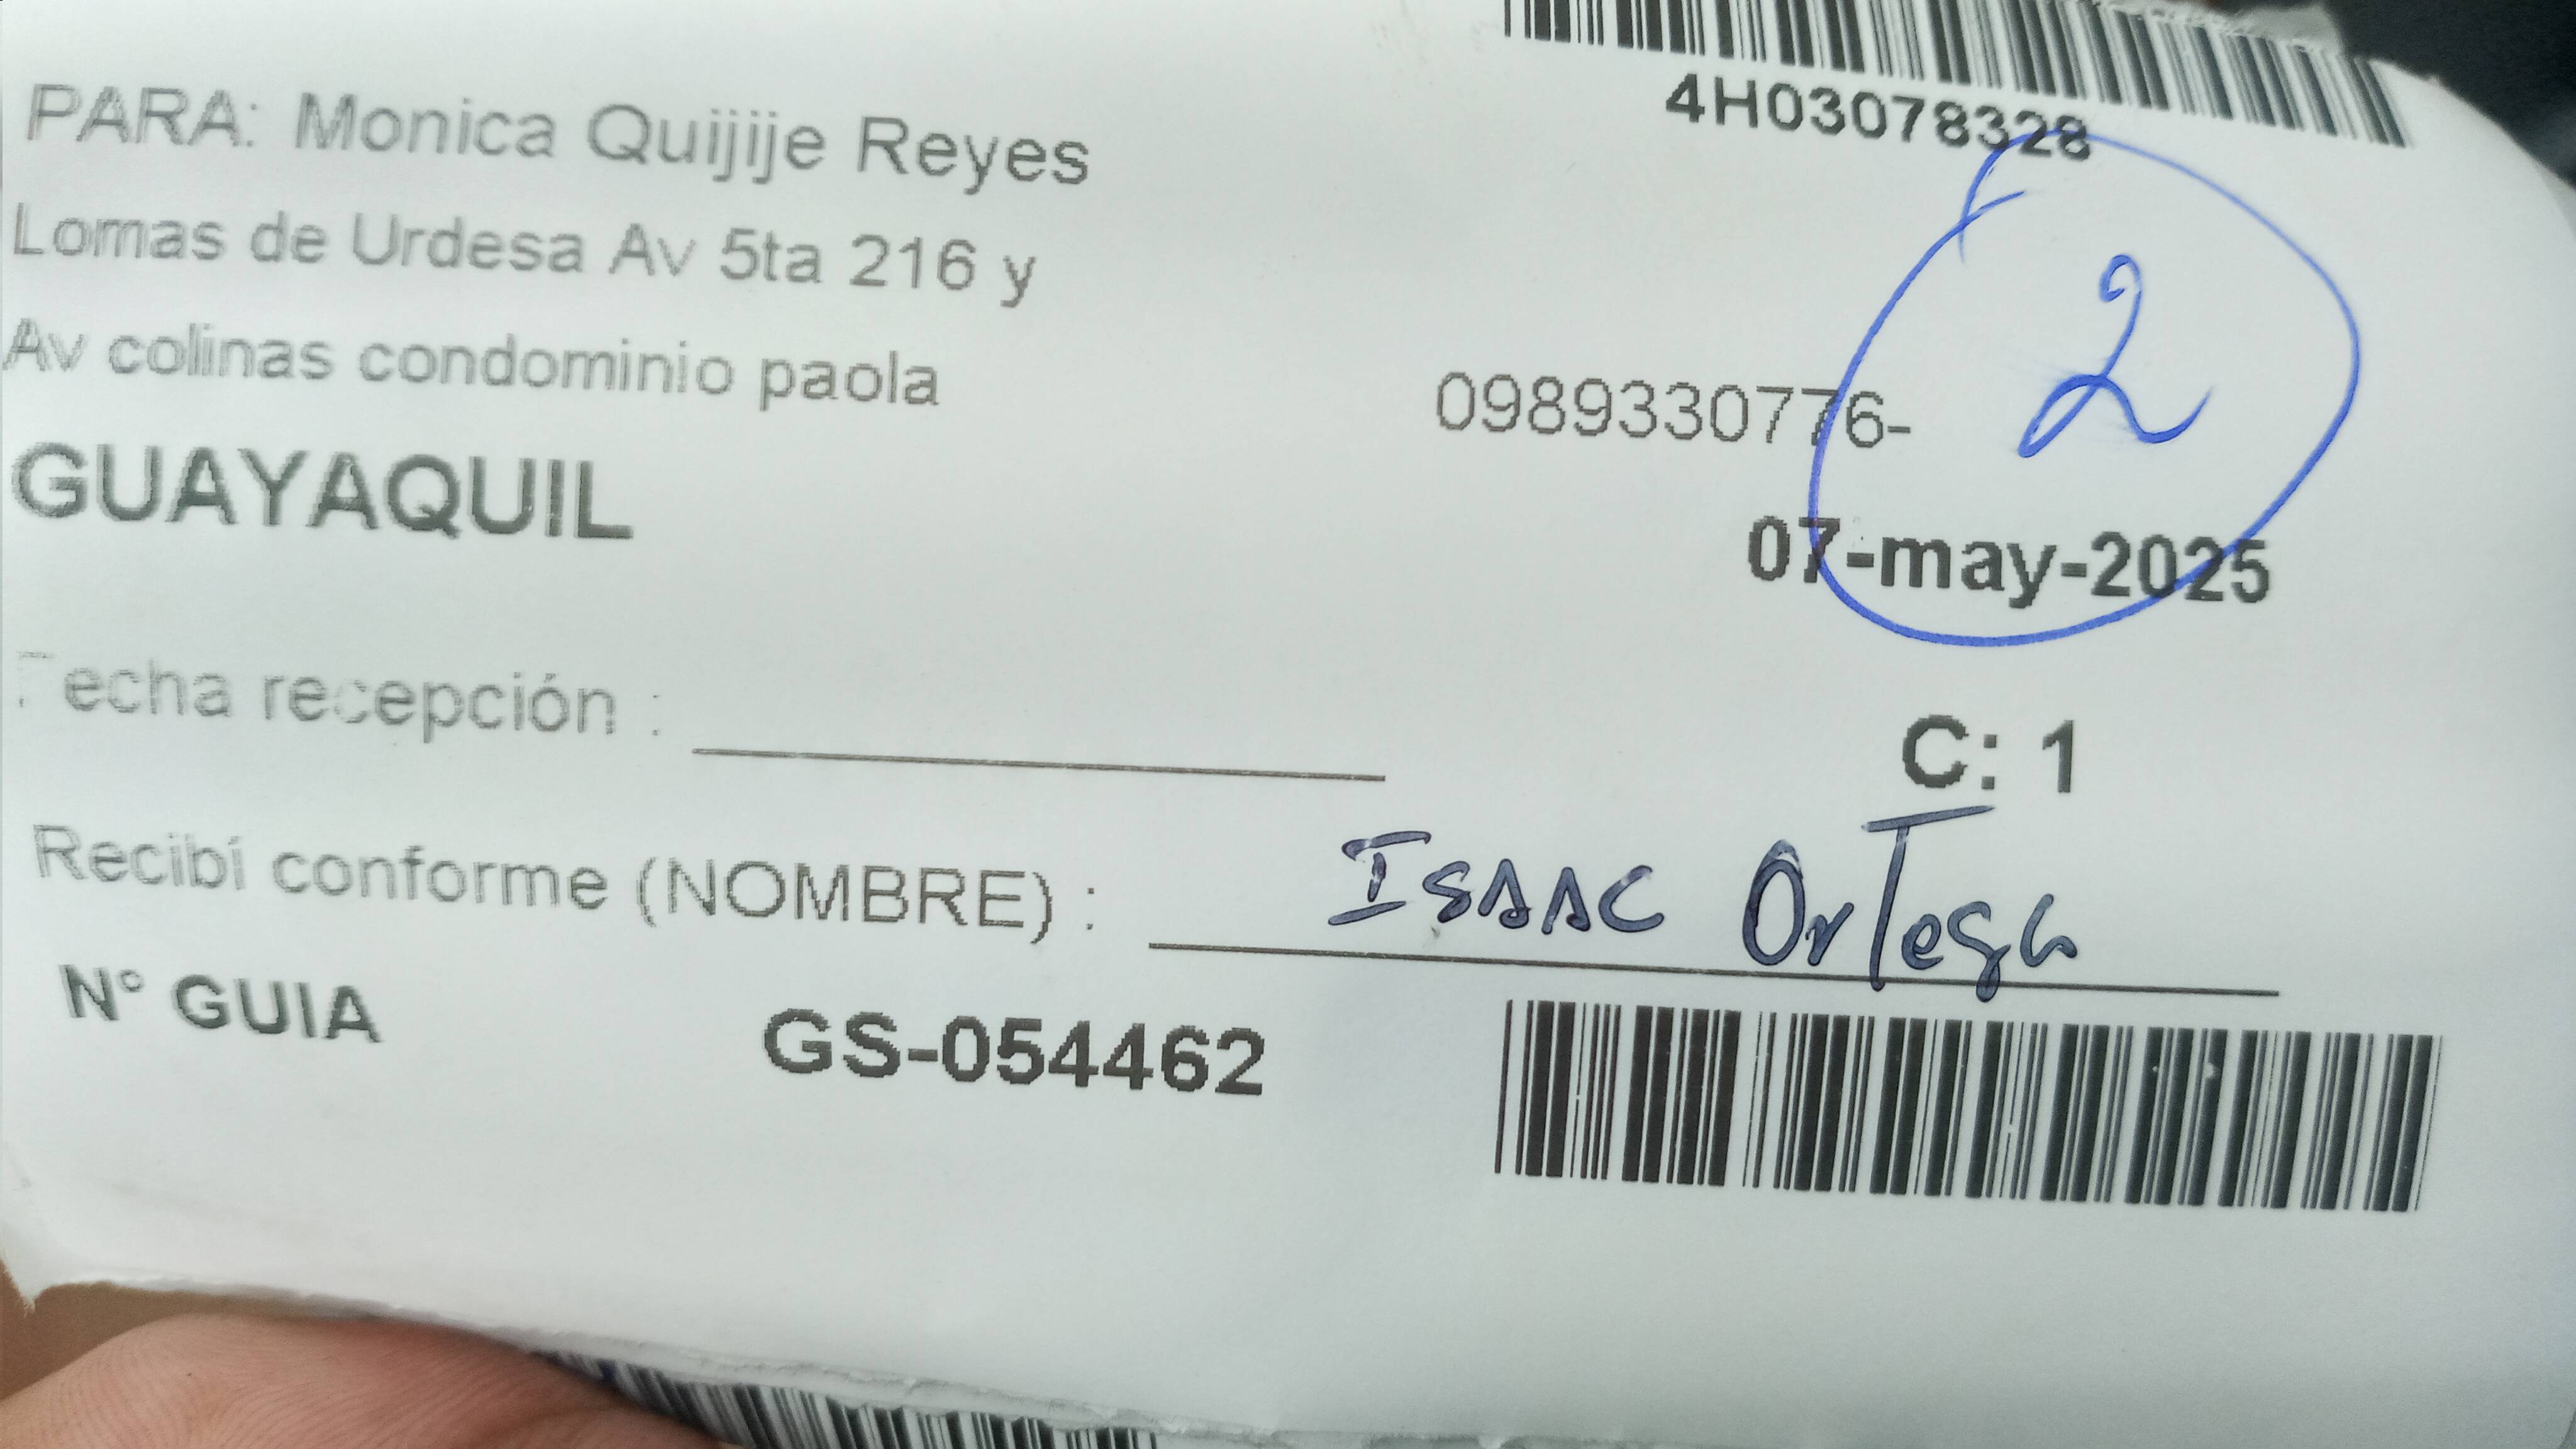 4H03078328
PARA: Monica Quijije Reyes
Lomas de Urdesa Av 5ta 216 y
Av colinas condominio paola
0989330776-
2
GUAYAQUIL
07-may-2025
Fecha recepción :
C: 1
Recibí conforme (NOMBRE) : ISAAC OrTega
N° GUIA GS-054462